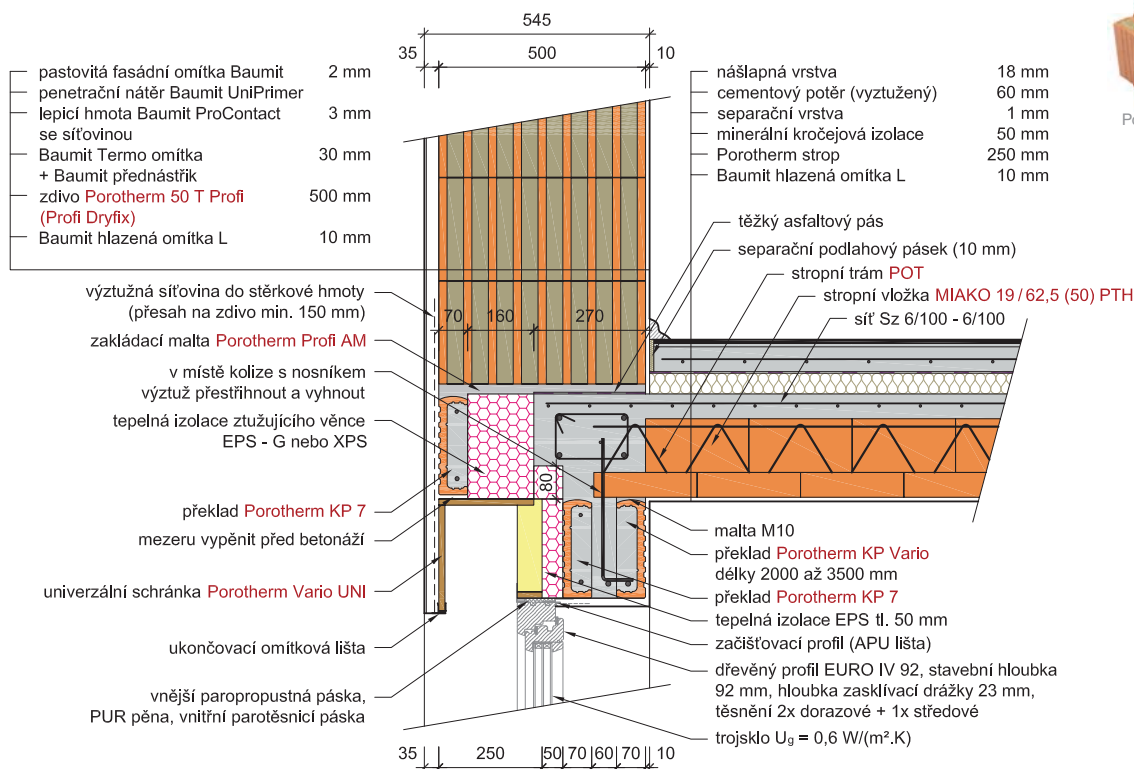 545
35
500
10
pastovitá fasádní omítka Baumit 2 mm
penetrační nátěr Baumit UniPrimer
lepicí hmota Baumit ProContact 3 mm
se síťovinou
Baumit Termo omítka 30 mm
+ Baumit přednástřik
zdivo Porotherm 50 T Profi 500 mm
(Profi Dryfix)
Baumit hlazená omítka L 10 mm
nášlapná vrstva 18 mm
cementový potěr (vyztužený) 60 mm
separační vrstva 1 mm
minerální kročejová izolace 50 mm
Porotherm strop 250 mm
Baumit hlazená omítka L 10 mm
těžký asfaltový pás
separační podlahový pásek (10 mm)
stropní trám POT
stropní vložka MIAKO 19/62,5 (50) PTH
síť Sz 6/100 - 6/100
výztužná síťovina do stěrkové hmoty
(přesah na zdivo min. 150 mm)
70 160 270
zakládací malta Porotherm Profi AM
v místě kolize s nosníkem
výztuž přestřihnout a vyhnout
tepelná izolace ztužujícího věnce
EPS - G nebo XPS
80
překlad Porotherm KP 7
mezeru vypěnit před betonáží
univerzální schránka Porotherm Vario UNI
ukončovací omítková lišta
vnější paropropustná páska,
PUR pěna, vnitřní parotěsnicí páska
malta M10
překlad Porotherm KP Vario
délky 2000 až 3500 mm
překlad Porotherm KP 7
tepelná izolace EPS tl. 50 mm
začišťovací profil (APU lišta)
dřevěný profil EURO IV 92, stavební hloubka
92 mm, hloubka zasklívací drážky 23 mm,
těsnění 2x dorazové + 1x středové
trojsklo Ug = 0,6 W/(m².K)
35 250 50 70 60 70 10